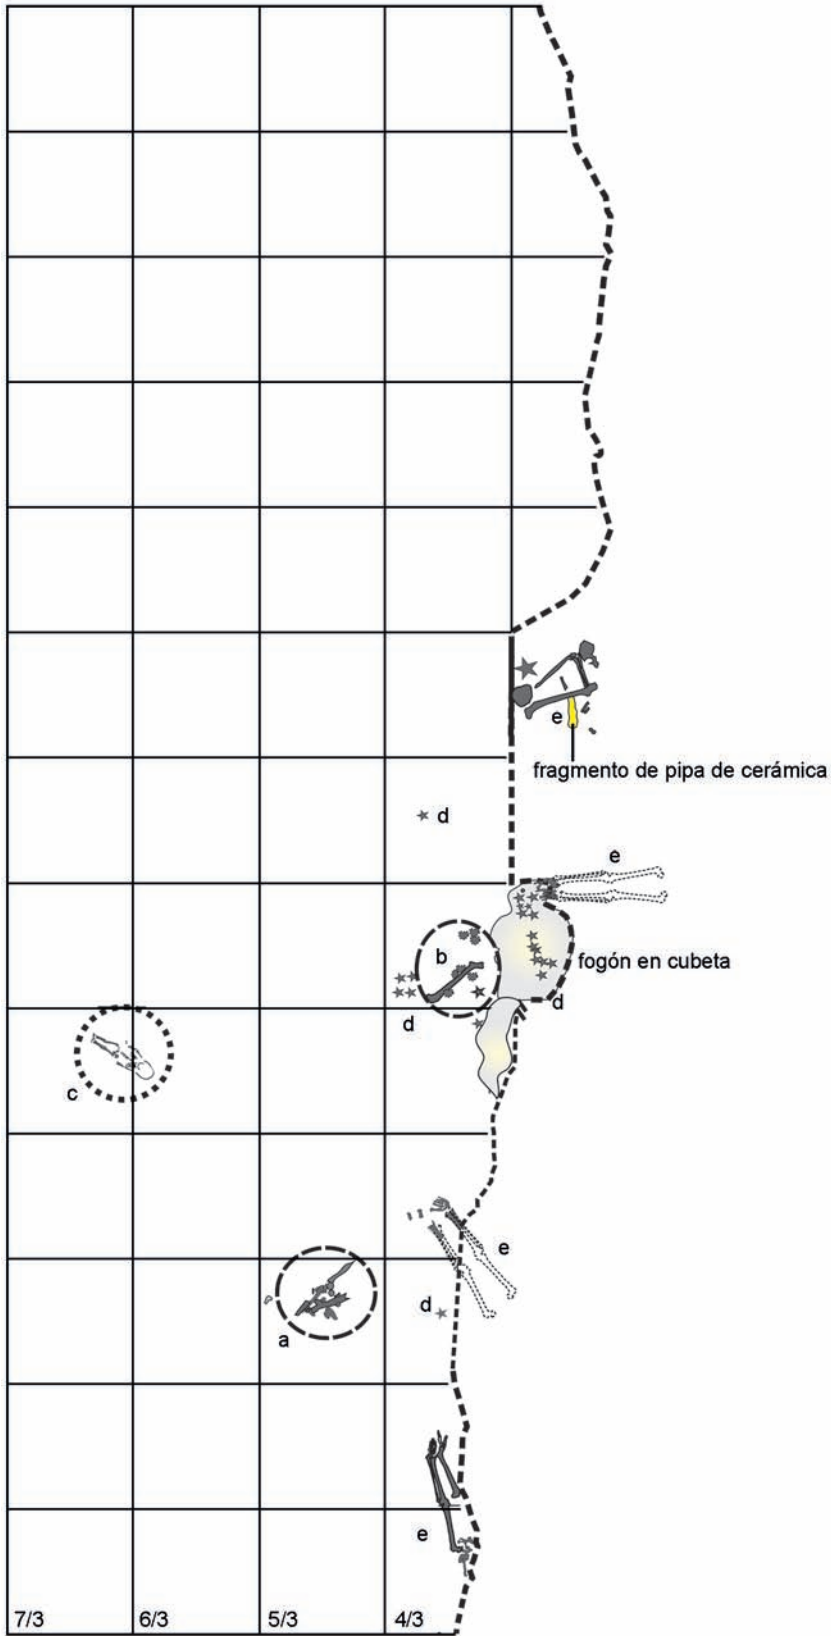 e
fragmento de pipa de cerámica
d
e
b
fogón en cubeta
d
d
c
e
d
a
e
7/3
6/3
5/3
4/3